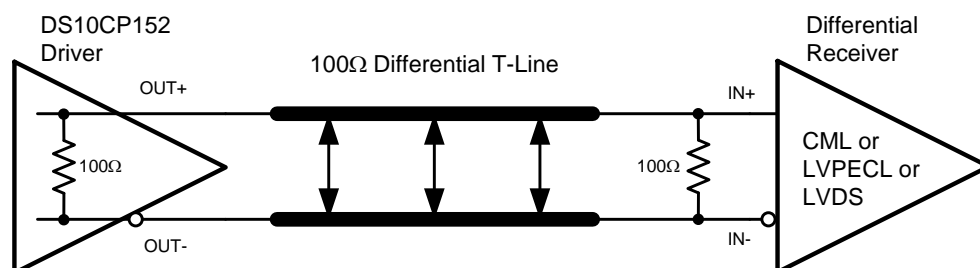 DS10CP152
Driver
Differential
Receiver
100Ω Differential T-Line
OUT+
IN+
100Ω
100Ω
CML or
LVPECL or
LVDS
OUT-
IN-